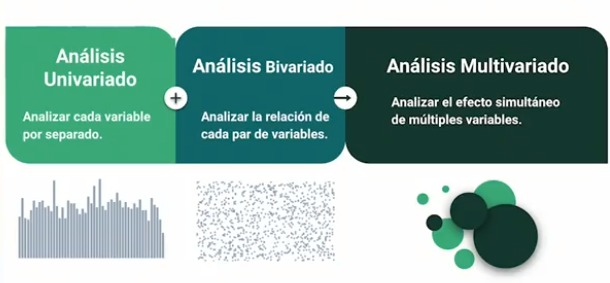 Análisis
Univariado
Analizar cada variable
por separado.
+
Análisis Bivariado
Analizar la relación de
cada par de variables.
→
Análisis Multivariado
Analizar el efecto simultáneo
de múltiples variables.